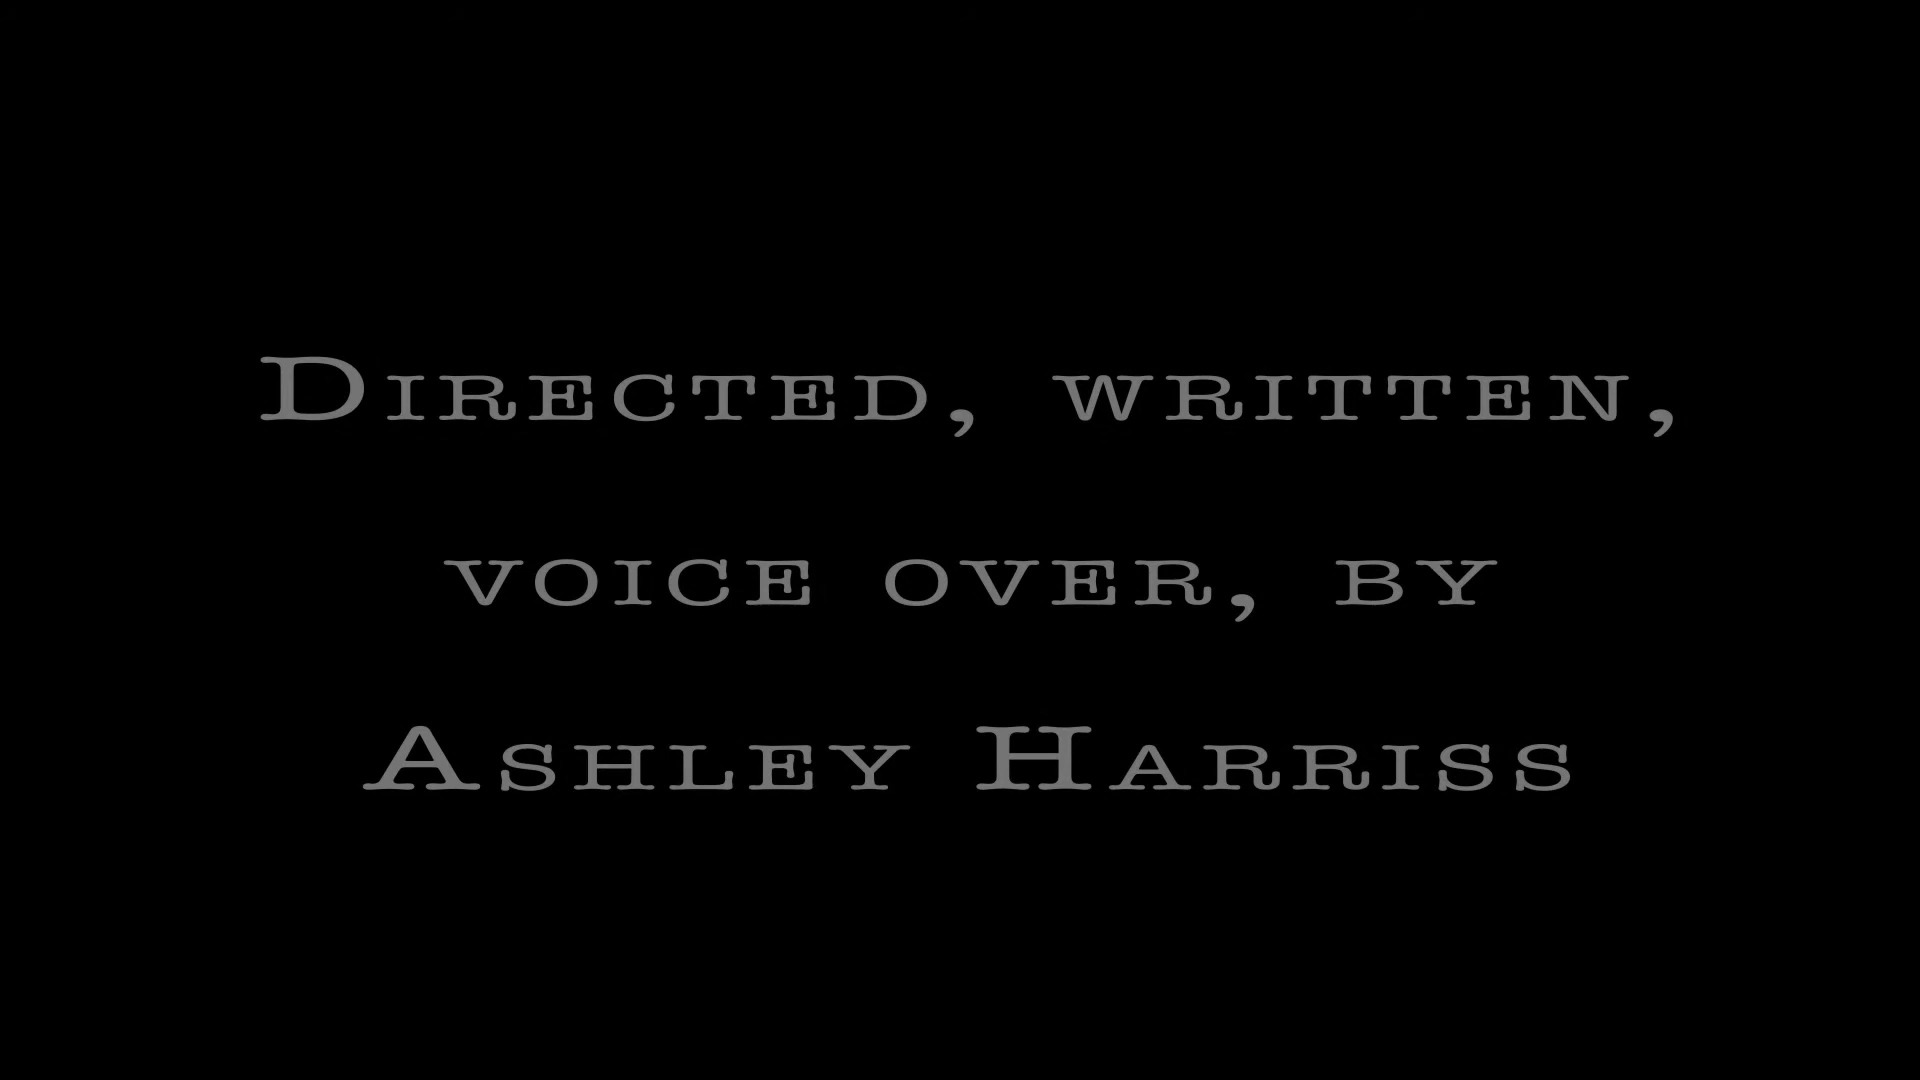 Directed, written,
voice over, by
Ashley Harriss